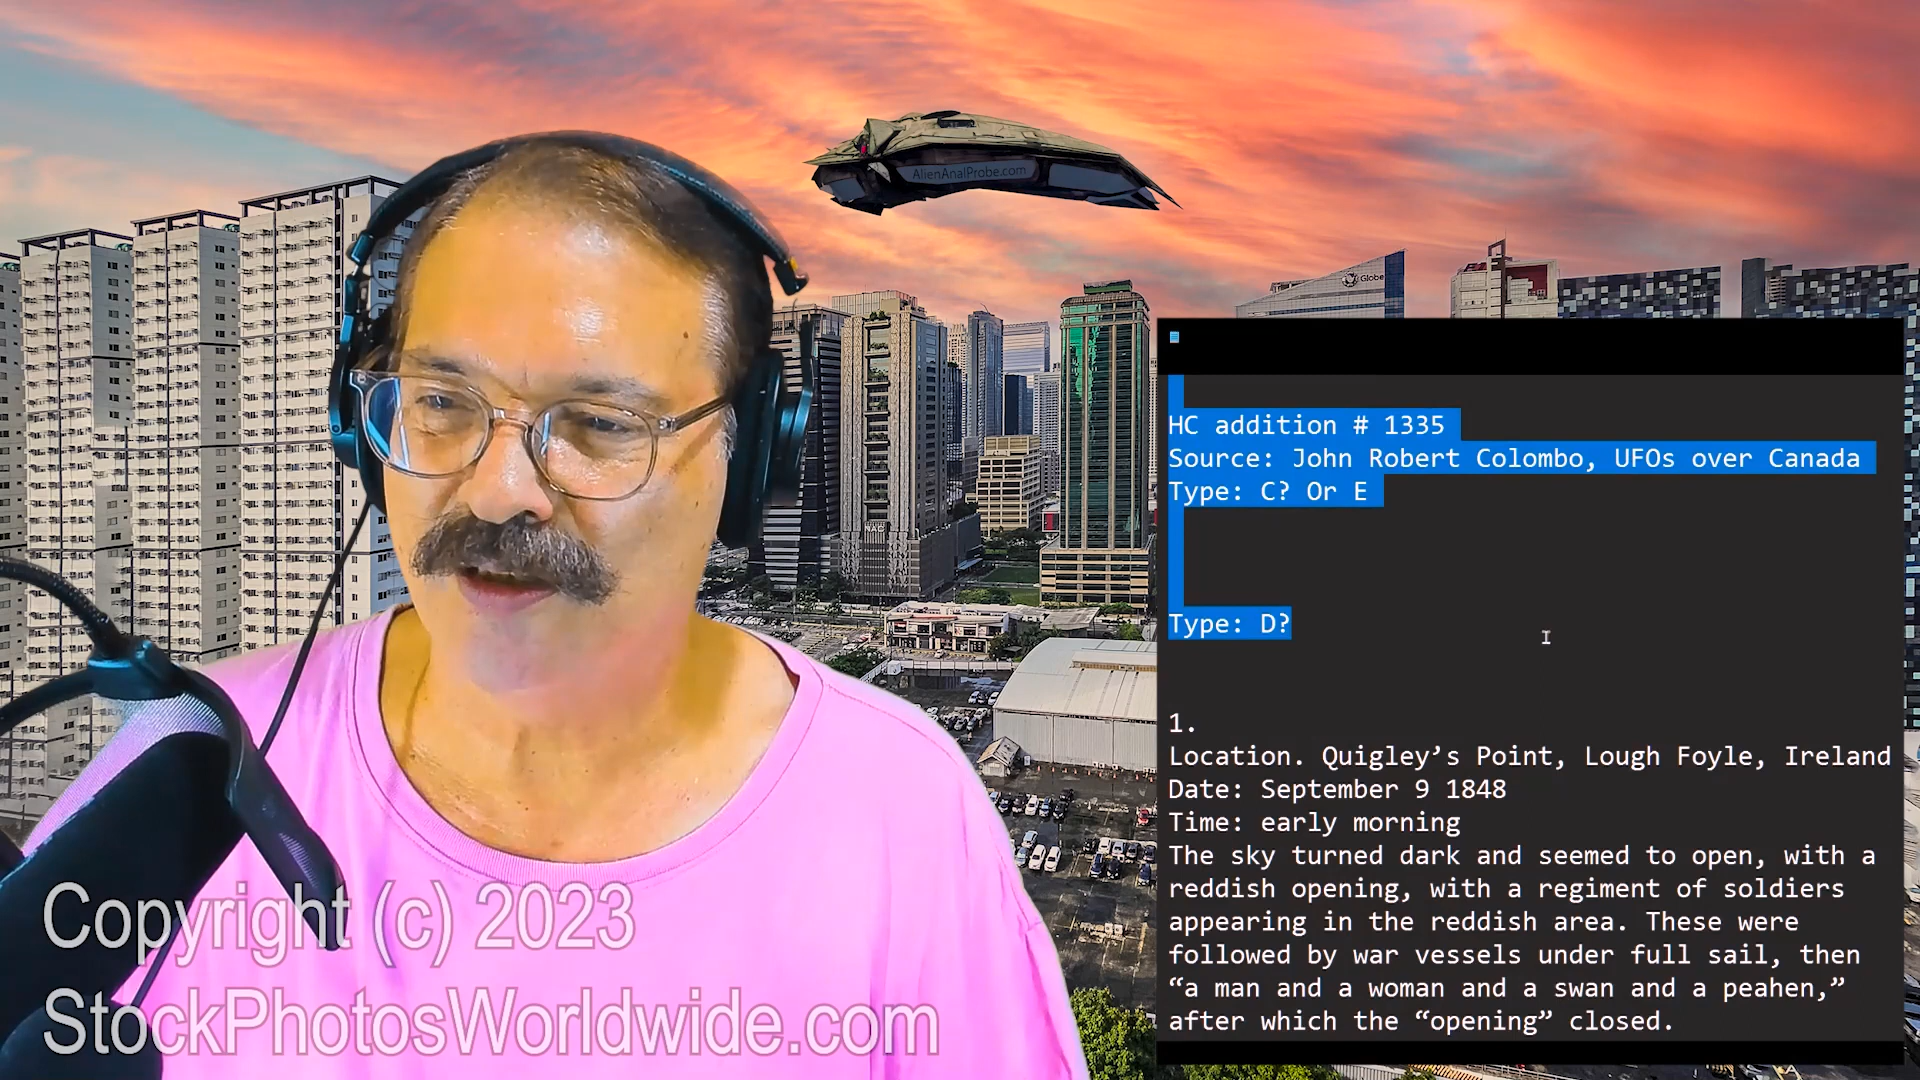 AlienAnalProbe.com
Globe
NAC
HC addition # 1335
Source: John Robert Colombo, UFOs over Canada
Type: C? Or E
Type: D?
1.
Location. Quigley’s Point, Lough Foyle, Ireland
Date: September 9 1848
Time: early morning
The sky turned dark and seemed to open, with a
reddish opening, with a regiment of soldiers
appearing in the reddish area. These were
followed by war vessels under full sail, then
“a man and a woman and a swan and a peahen,”
after which the “opening” closed.
Copyright (c) 2023
StockPhotosWorldwide.com